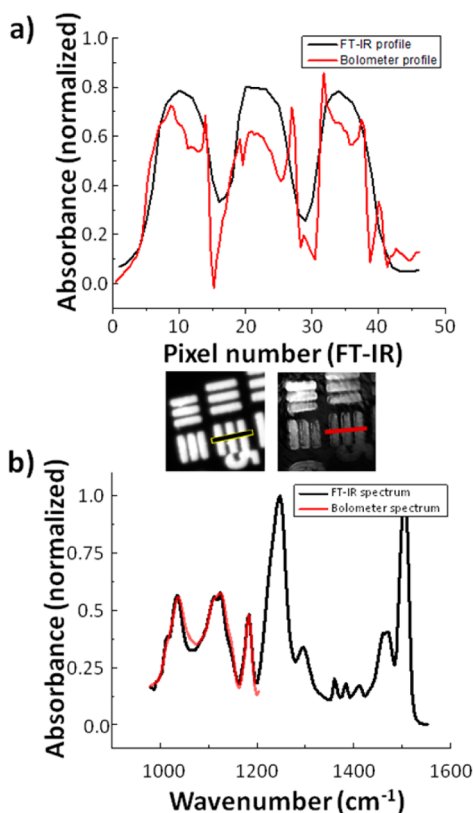 a)
Absorbance (normalized)
1.0
0.8
0.6
0.4
0.2
0.0
FT-IR profile
Bolometer profile
0 10 20 30 40 50
Pixel number (FT-IR)
b)
Absorbance (normalized)
1.0
0.75
0.5
0.25
0.0
FT-IR spectrum
Bolometer spectrum
1000 1200 1400 1600
Wavenumber (cm⁻¹)